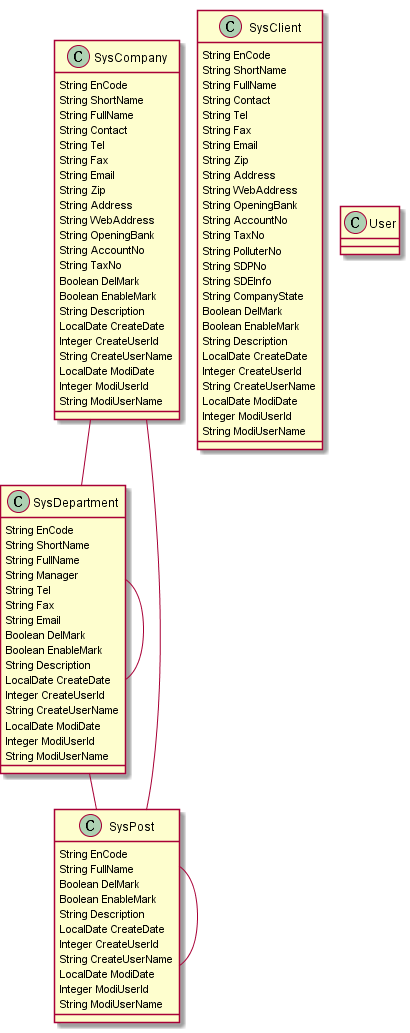 C SysCompany
String EnCode
String ShortName
String FullName
String Contact
String Tel
String Fax
String Email
String Zip
String Address
String WebAddress
String OpeningBank
String AccountNo
String TaxNo
Boolean DelMark
Boolean EnableMark
String Description
LocalDate CreateDate
Integer CreateUserId
String CreateUserName
LocalDate ModiDate
Integer ModiUserId
String ModiUserName
C SysClient
String EnCode
String ShortName
String FullName
String Contact
String Tel
String Fax
String Email
String Zip
String Address
String WebAddress
String OpeningBank
String AccountNo
String TaxNo
String PolluterNo
String SDPNo
String SDEInfo
String CompanyState
Boolean DelMark
Boolean EnableMark
String Description
LocalDate CreateDate
Integer CreateUserId
String CreateUserName
LocalDate ModiDate
Integer ModiUserId
String ModiUserName
C User
C SysDepartment
String EnCode
String ShortName
String FullName
String Manager
String Tel
String Fax
String Email
Boolean DelMark
Boolean EnableMark
String Description
LocalDate CreateDate
Integer CreateUserId
String CreateUserName
LocalDate ModiDate
Integer ModiUserId
String ModiUserName
C SysPost
String EnCode
String FullName
Boolean DelMark
Boolean EnableMark
String Description
LocalDate CreateDate
Integer CreateUserId
String CreateUserName
LocalDate ModiDate
Integer ModiUserId
String ModiUserName